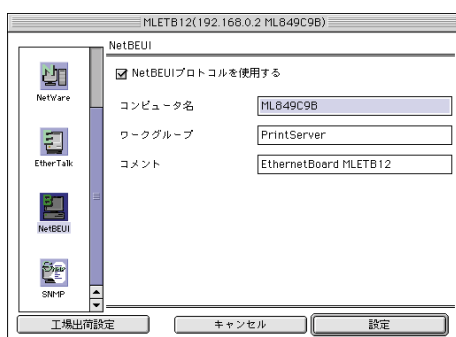 MLETB12(192.168.0.2 ML849C9B)
NetWare
EtherTalk
NetBEUI
SNMP
NetBEUI
NetBEUIプロトコルを使用する
コンピュータ名 ML849C9B
ワークグループ PrintServer
コメント EthernetBoard MLETB12
工場出荷設定 キャンセル 設定